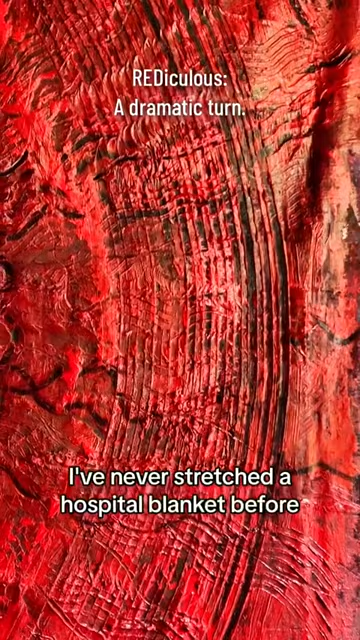 REDiculous:
A dramatic turn.
I've never stretched a
hospital blanket before